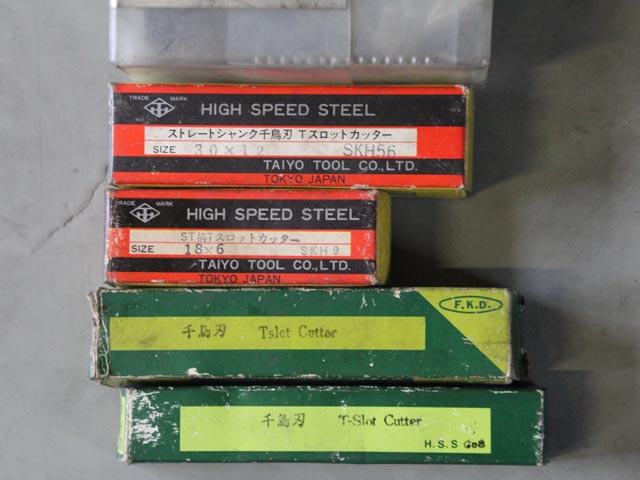 TRADE MARK
HIGH SPEED STEEL
ストレートシャンク千鳥刃 Tスロットカッター
SIZE 30×12 SKH56
TAIYO TOOL CO.,LTD.
TOKYO JAPAN
TRADE MARK
HIGH SPEED STEEL
ST柄Tスロットカッター
SIZE 18×6 SKH9
TAIYO TOOL CO.,LTD.
TOKYO JAPAN
F.K.D.
千鳥刃 Tslot Cutter
千鳥刃 T-Slot Cutter
H.S.S Co8